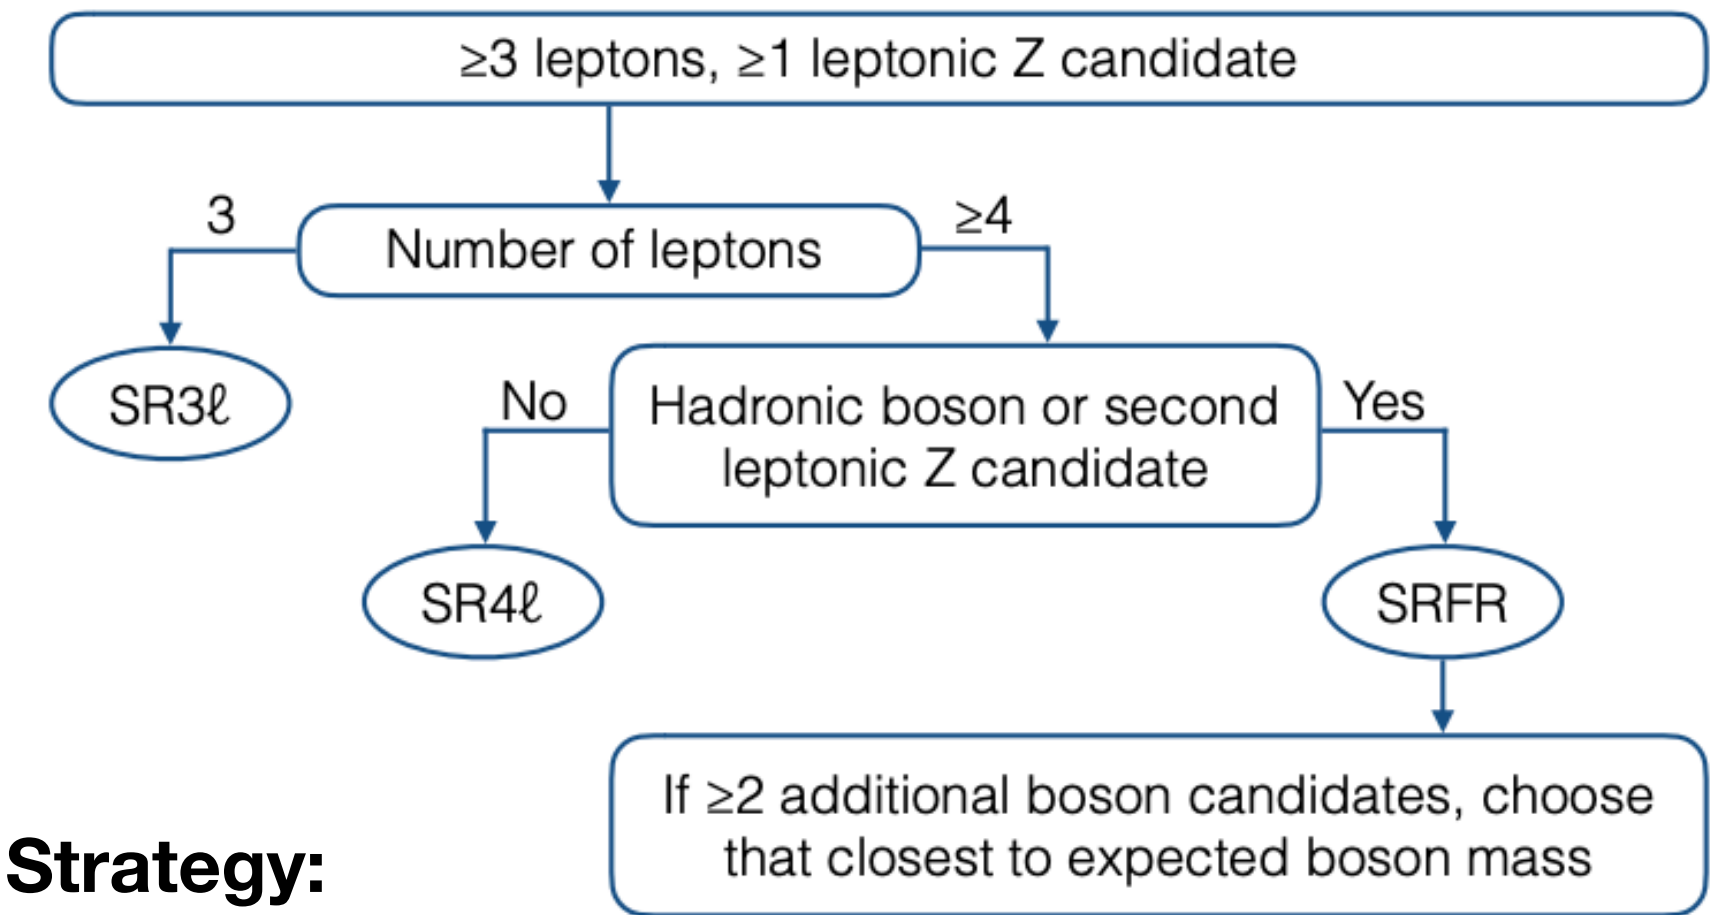 ≥3 leptons, ≥1 leptonic Z candidate
3
Number of leptons
≥4
SR3ℓ
No
Hadronic boson or second
leptonic Z candidate
Yes
SR4ℓ
SRFR
If ≥2 additional boson candidates, choose
that closest to expected boson mass
Strategy: